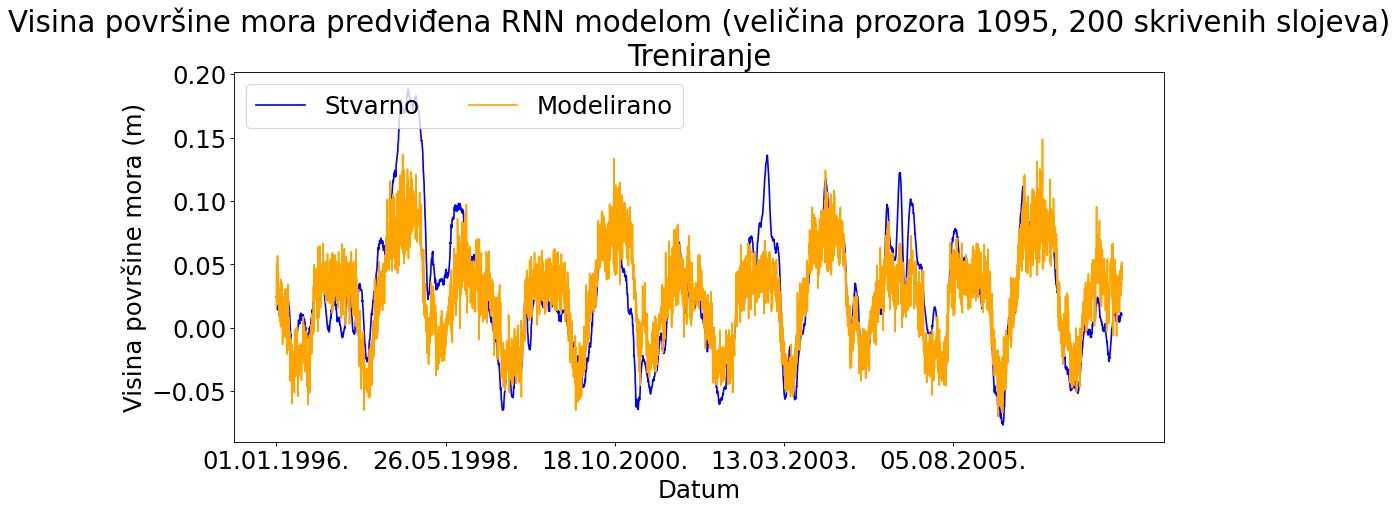 Visina površine mora predviđena RNN modelom (veličina prozora 1095, 200 skrivenih slojeva)
Treniranje
Stvarno Modelirano
Visina površine mora (m)
0.20
0.15
0.10
0.05
0.00
−0.05
01.01.1996. 26.05.1998. 18.10.2000. 13.03.2003. 05.08.2005.
Datum